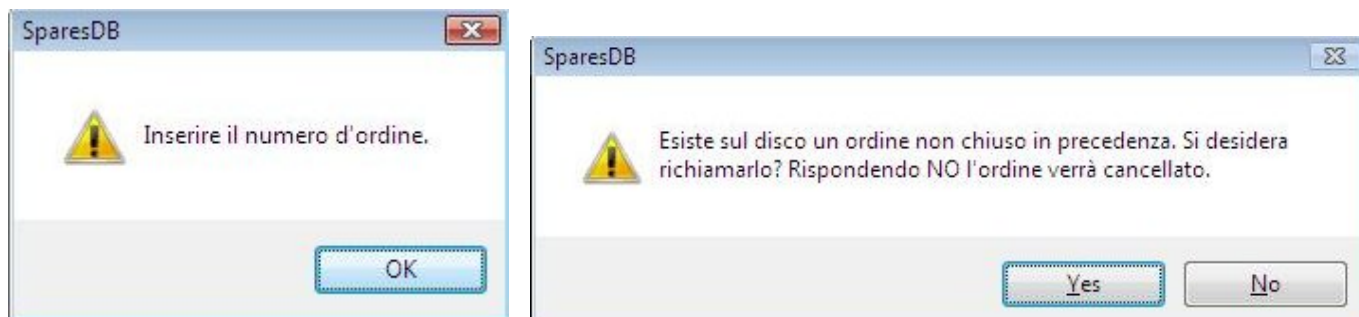 SparesDB
Inserire il numero d'ordine.
OK
SparesDB
Esiste sul disco un ordine non chiuso in precedenza. Si desidera
richiamarlo? Rispondendo NO l'ordine verrà cancellato.
Yes
No